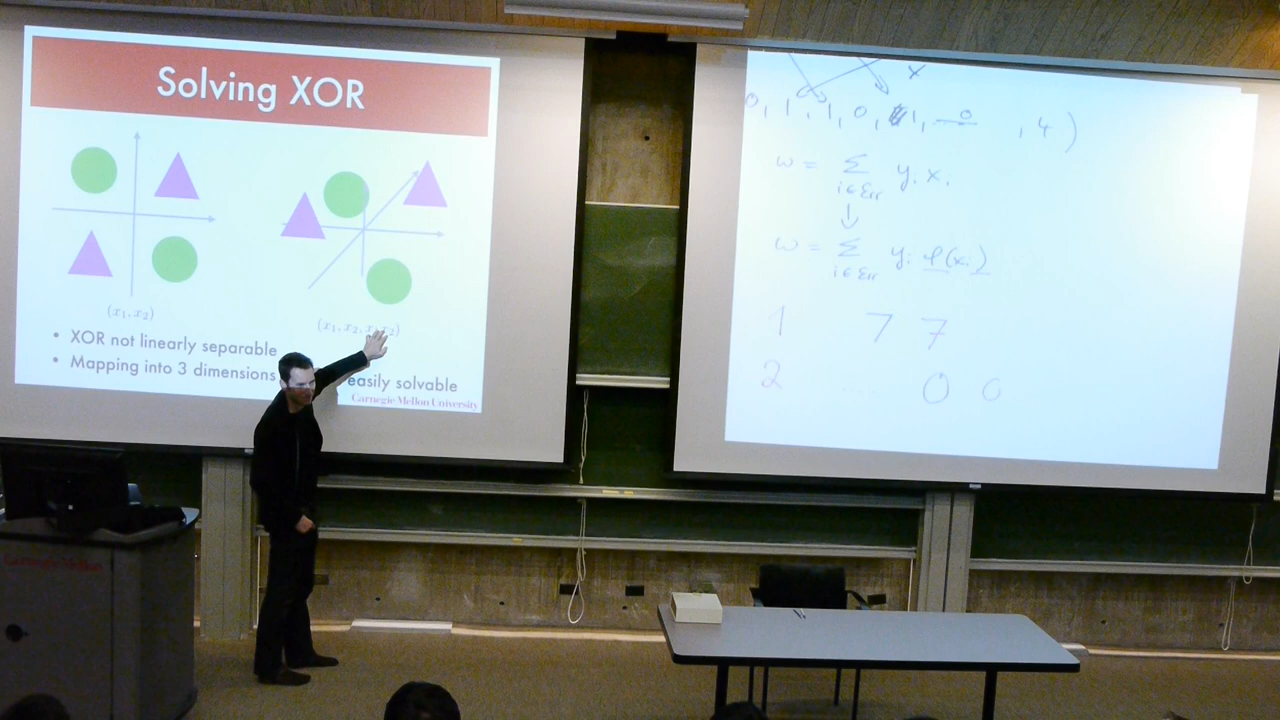 Solving XOR
(x₁, x₂)
(x₁, x₂, x₁x₂)
• XOR not linearly separable
• Mapping into 3 dimensions
easily solvable
Carnegie Mellon University
Carnegie Mellon
x
0, 1, 1, 0, 1, 0 , 4 )
w = Σ yᵢ xᵢ
i ∈ Err
↓
w = Σ yᵢ φ(xᵢ)
i ∈ Err
1 7 7
2 ... 0 0